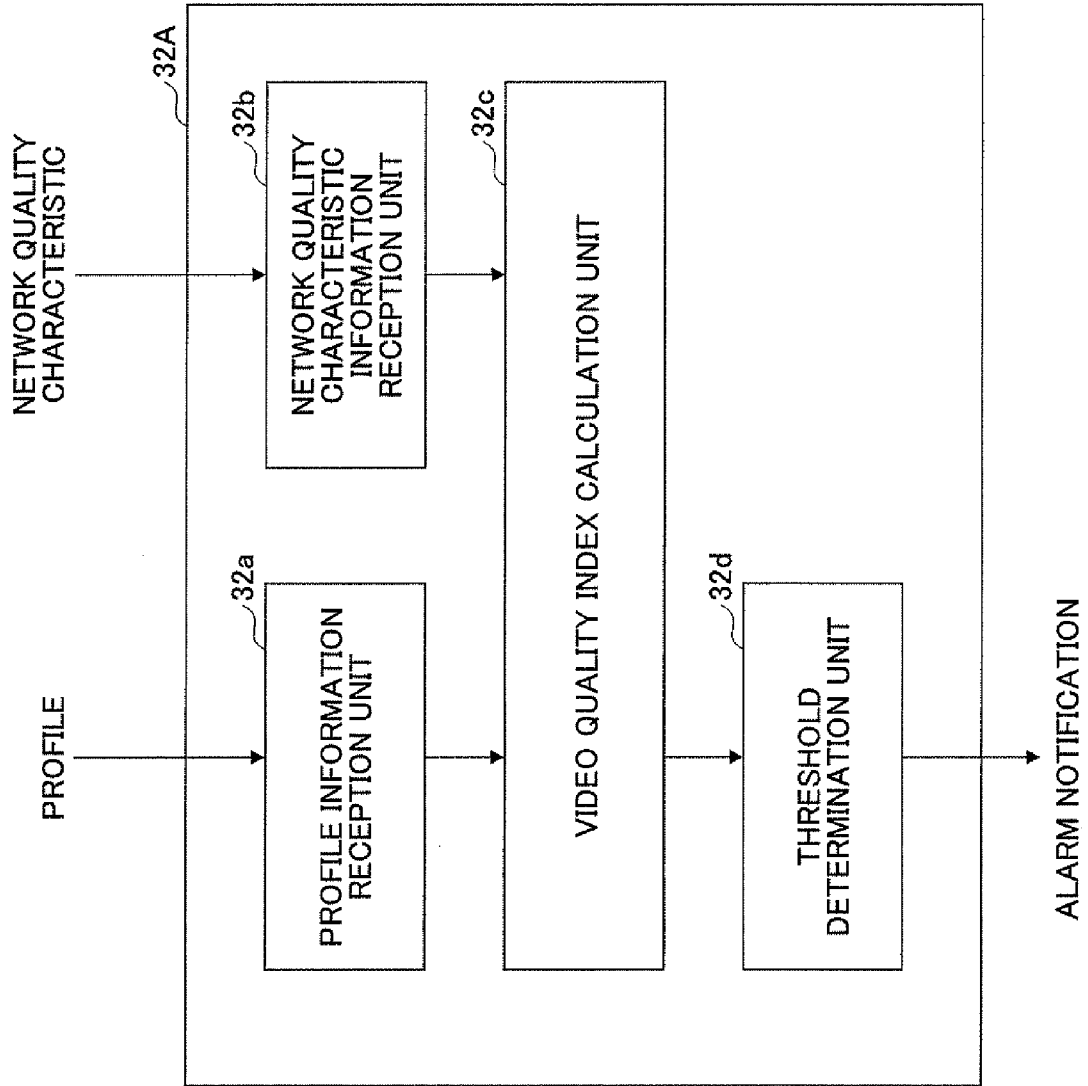 PROFILE
NETWORK QUALITY
CHARACTERISTIC
32A
32a
PROFILE INFORMATION
RECEPTION UNIT
32b
NETWORK QUALITY
CHARACTERISTIC
INFORMATION
RECEPTION UNIT
32c
VIDEO QUALITY INDEX CALCULATION UNIT
32d
THRESHOLD
DETERMINATION UNIT
ALARM NOTIFICATION